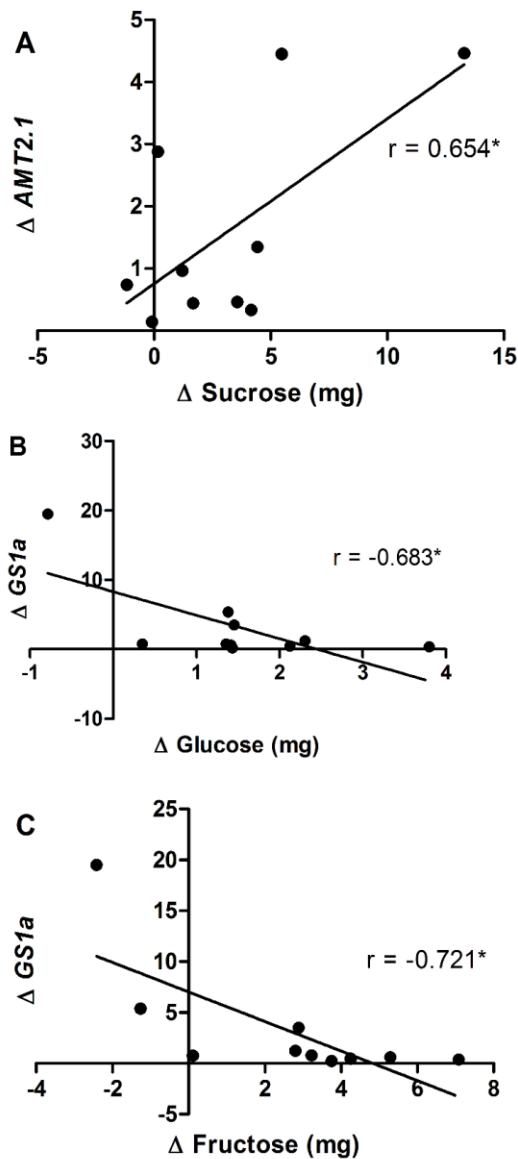 A
5
4
3
2
1
Δ AMT2.1
r = 0.654*
-5 0 5 10 15
Δ Sucrose (mg)
B
30
20
10
-10
Δ GS1a
r = -0.683*
-1 1 2 3 4
Δ Glucose (mg)
C
25
20
15
10
5
-5
Δ GS1a
r = -0.721*
-4 -2 2 4 6 8
Δ Fructose (mg)